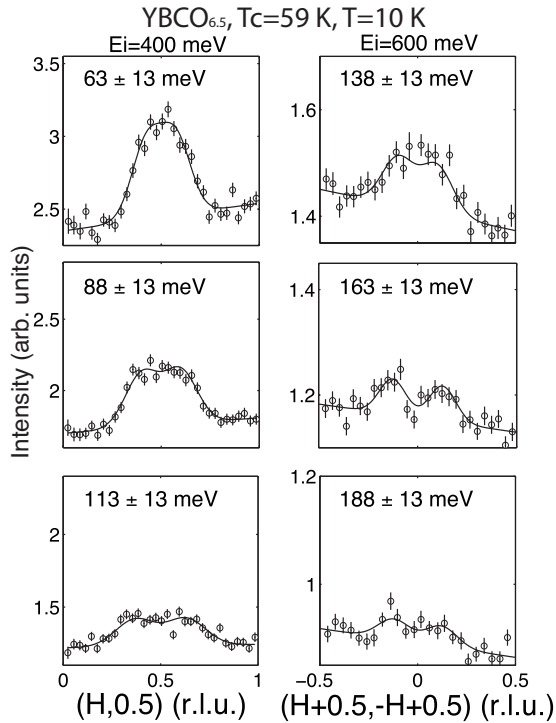 YBCO6.5, Tc=59 K, T=10 K
Ei=400 meV
Ei=600 meV
3.5
3
2.5
63 ± 13 meV
1.6
1.4
138 ± 13 meV
Intensity (arb. units)
2.5
2
88 ± 13 meV
1.4
1.2
163 ± 13 meV
2
1.5
113 ± 13 meV
1.2
1
188 ± 13 meV
0 0.5 1
−0.5 0 0.5
(H,0.5) (r.l.u.)
(H+0.5,-H+0.5) (r.l.u.)